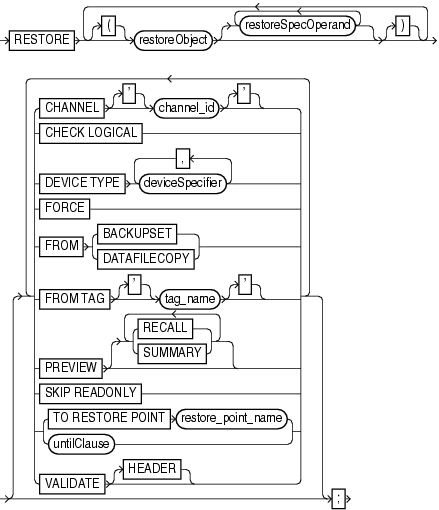 RESTORE ( restoreObject restoreSpecOperand )
CHANNEL ' channel_id '
CHECK LOGICAL
,
DEVICE TYPE deviceSpecifier
FORCE
BACKUPSET
FROM
DATAFILECOPY
FROM TAG ' tag_name '
RECALL
SUMMARY
PREVIEW
SKIP READONLY
TO RESTORE POINT restore_point_name
untilClause
HEADER
VALIDATE
;